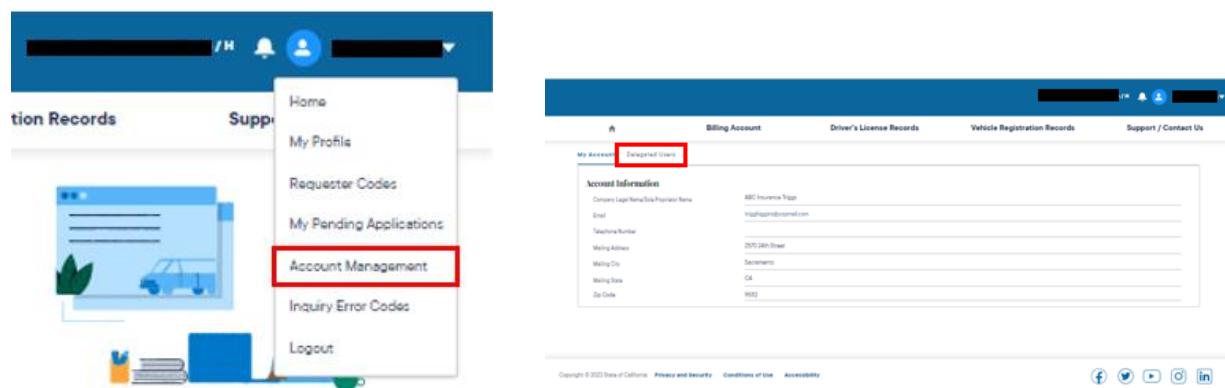 /H
tion Records Supp
Home
My Profile
Requester Codes
My Pending Applications
Account Management
Inquiry Error Codes
Logout
Billing Account Driver's License Records Vehicle Registration Records Support / Contact Us
My Account Delegated Users
Account Information
Company Legal Name/Sole Proprietor Name ABC Insurance Triggs
Email
Telephone Number
Mailing Address 2570 24th Street
Mailing City Sacramento
Mailing State CA
Zip Code
Copyright © 2023 State of California Privacy and Security Conditions of Use Accessibility